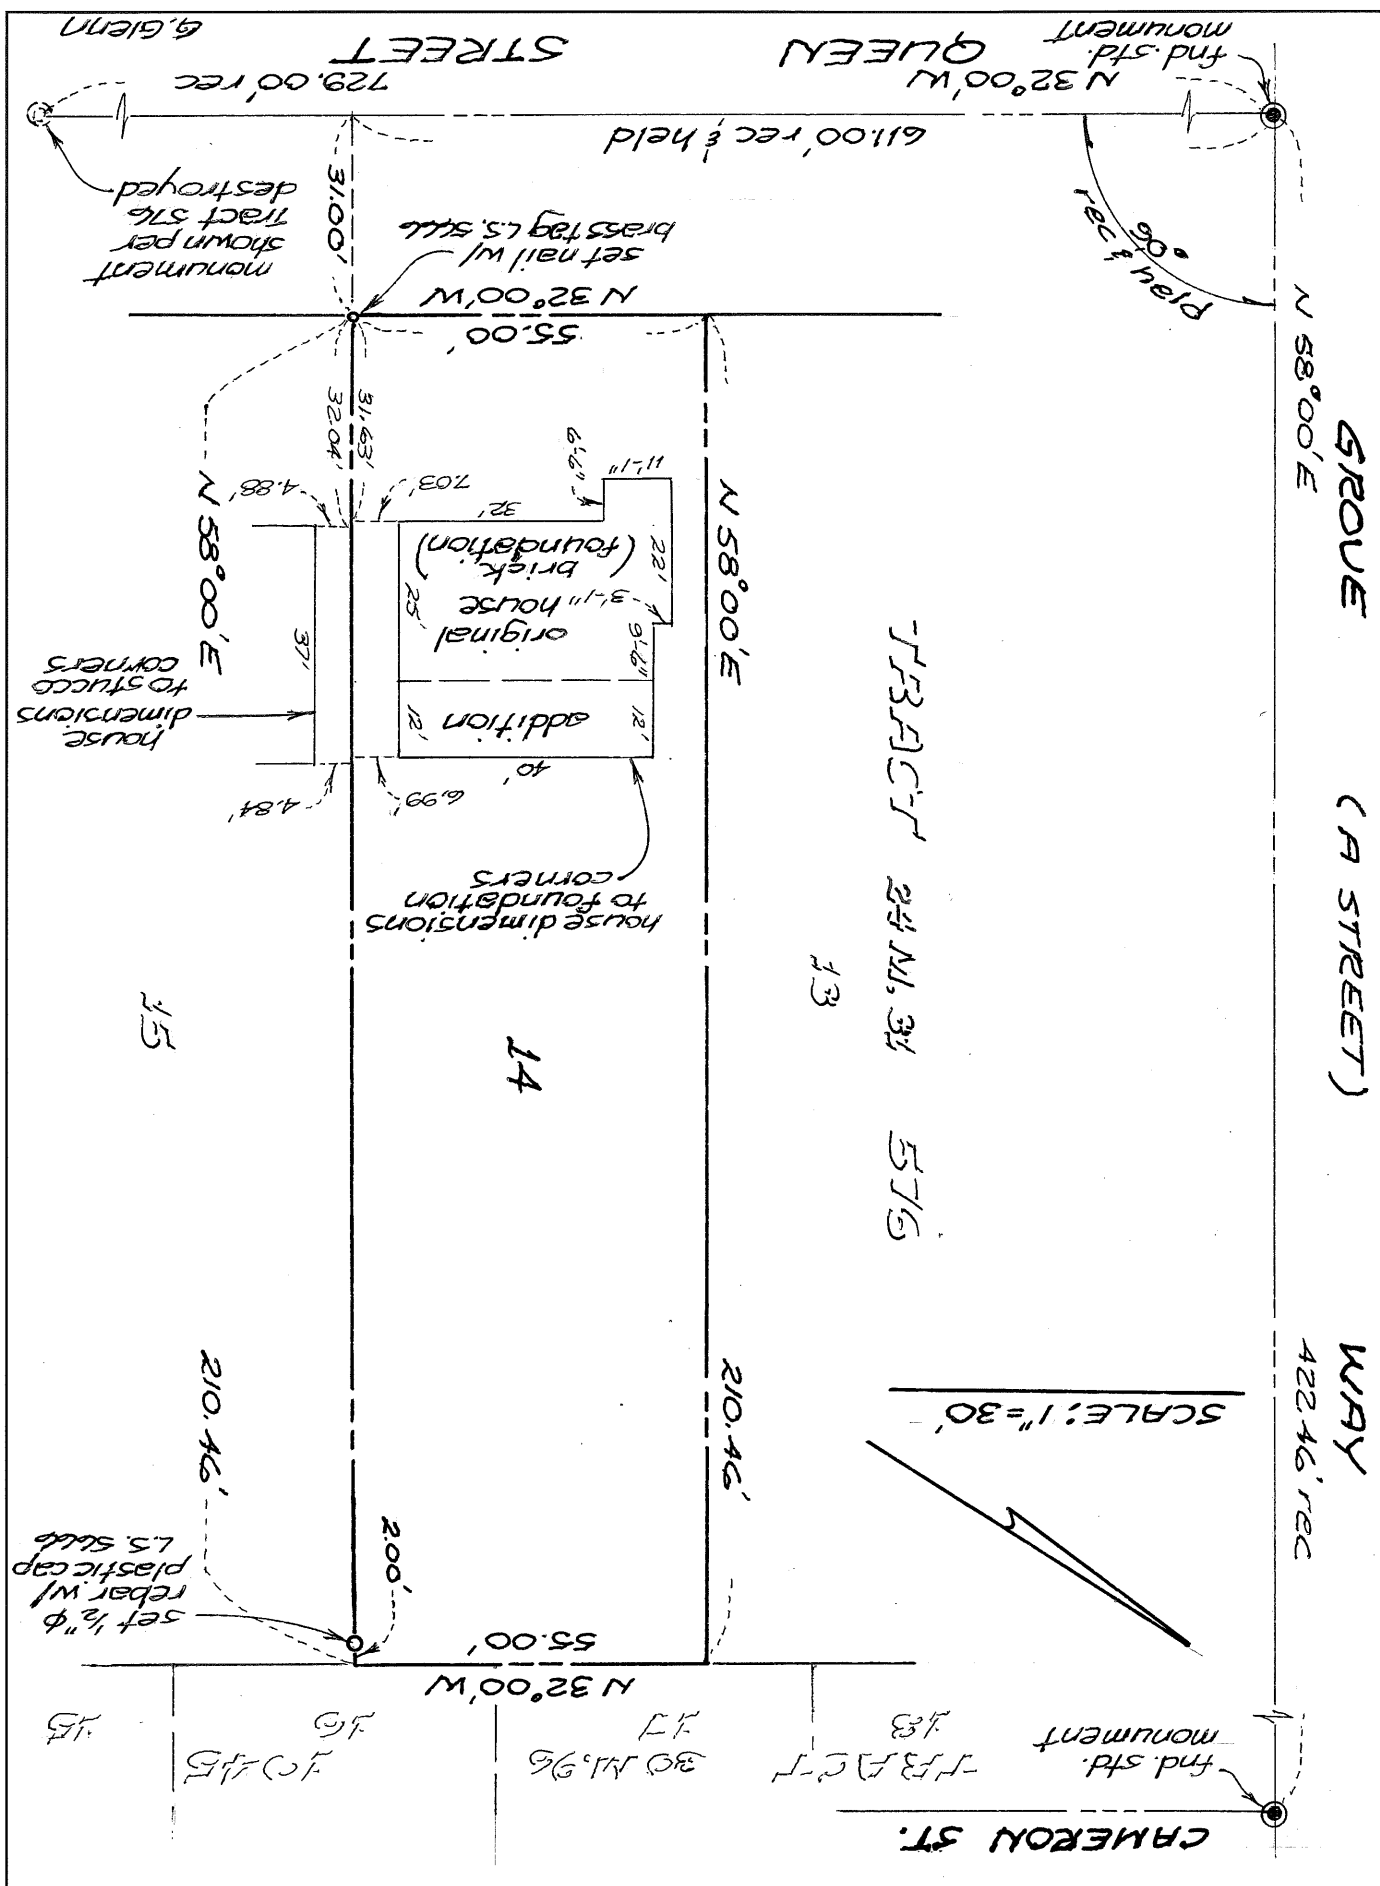 CAMERON ST.
fnd. std.
monument
TRACT
30 M. 96
1045
18
17
16
15
N 32°00'W
55.00'
2.00'
set ½"Φ
rebar w/
plastic cap
L.S. 5666
GROVE (A STREET) WAY
422.46' rec
N 58°00'E
SCALE: 1"=30'
210.46'
210.46'
TRACT 24 M. 34 576
13
14
15
house dimensions
to foundation
corners
6.99'
4.84'
40'
addition
12'
12'
house
dimensions
to stucco
corners
37'
original
house
brick
(foundation)
9'-6"
3'-1"
22'
25'
32'
11'-1"
6'-6"
7.03'
4.88'
31.63'
32.04'
N 58°00'E
N 58°00'E
55.00'
N 32°00'W
set nail w/
brass tag L.S. 5666
31.00'
monument
shown per
Tract 576
destroyed
90°
rec & held
611.00' rec & held
N 32°00'W
729.00' rec
fnd. std.
monument
QUEEN STREET
G. Glenn